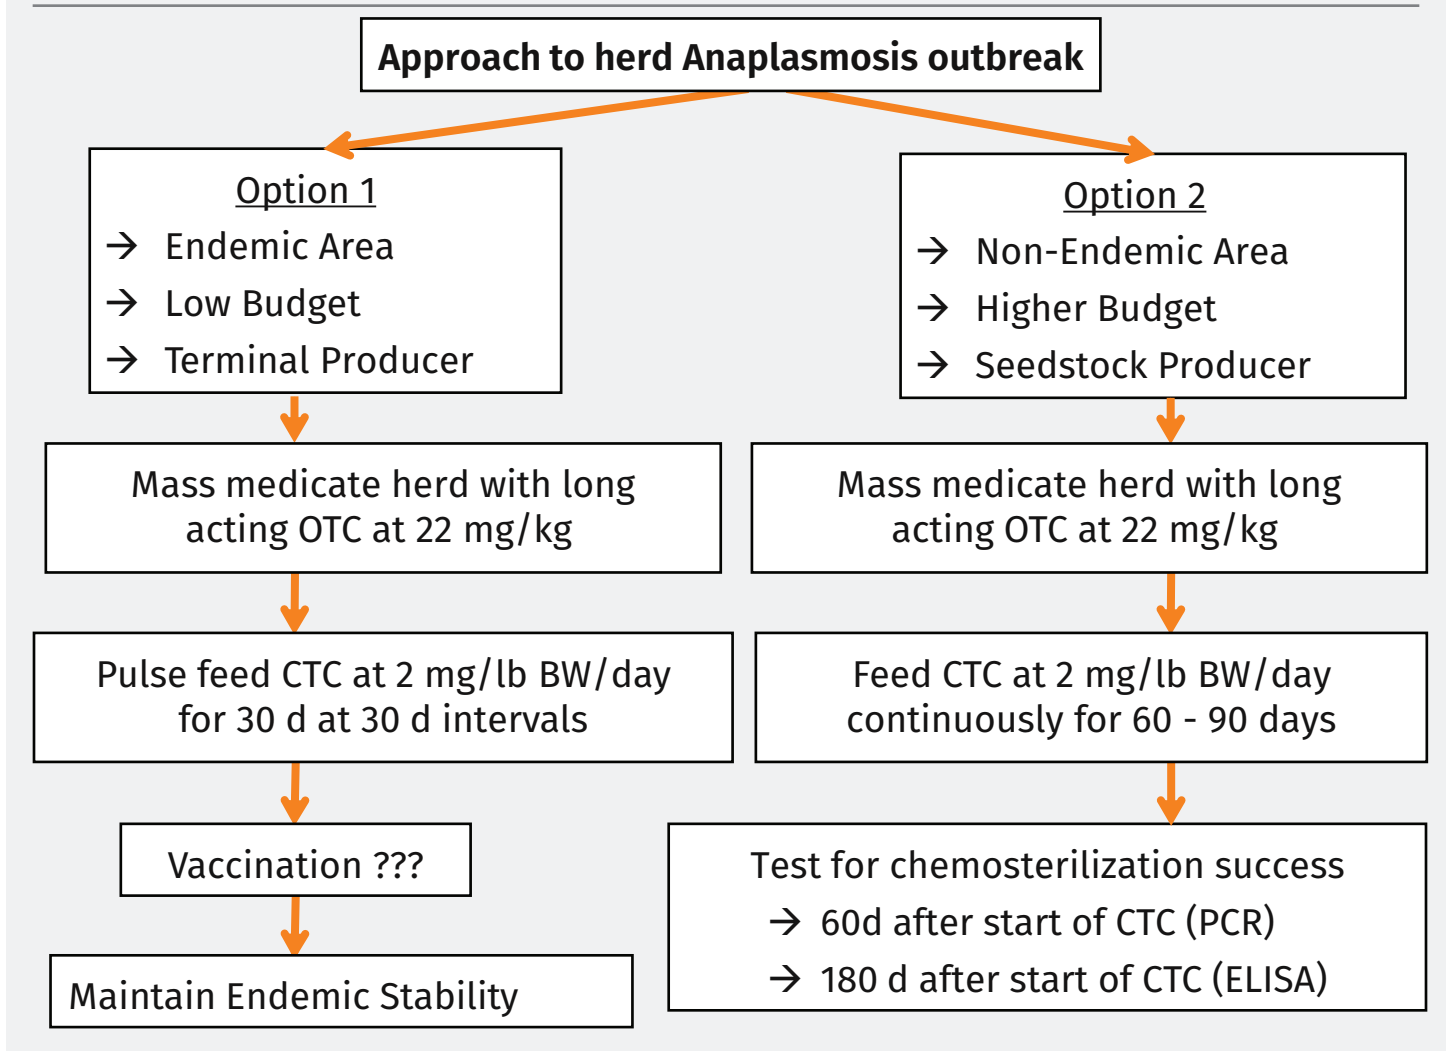 Approach to herd Anaplasmosis outbreak
Option 1
→ Endemic Area
→ Low Budget
→ Terminal Producer
Mass medicate herd with long
acting OTC at 22 mg/kg
Pulse feed CTC at 2 mg/lb BW/day
for 30 d at 30 d intervals
Vaccination ???
Maintain Endemic Stability
Option 2
→ Non-Endemic Area
→ Higher Budget
→ Seedstock Producer
Mass medicate herd with long
acting OTC at 22 mg/kg
Feed CTC at 2 mg/lb BW/day
continuously for 60 - 90 days
Test for chemosterilization success
→ 60d after start of CTC (PCR)
→ 180 d after start of CTC (ELISA)